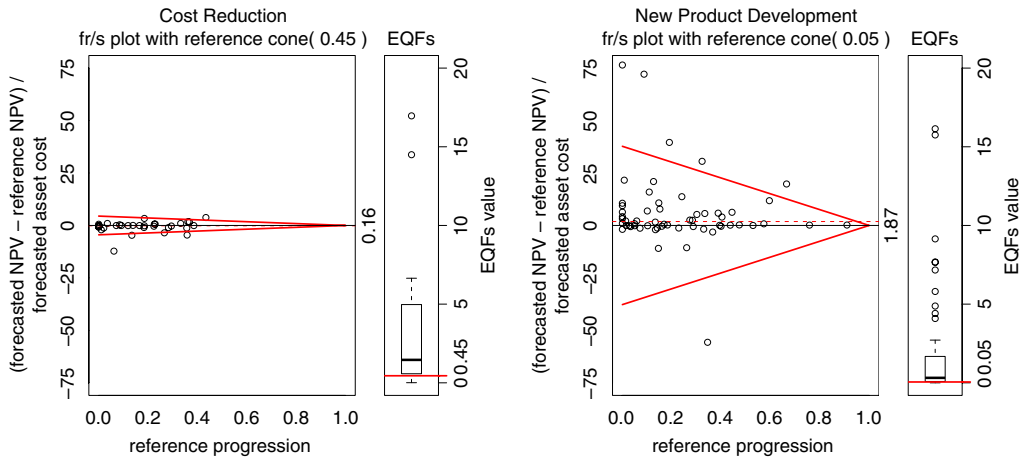 Cost Reduction
fr/s plot with reference cone( 0.45 )
EQFs
(forecasted NPV − reference NPV) /
forecasted asset cost
75
50
25
0
−25
−50
−75
0.0 0.2 0.4 0.6 0.8 1.0
reference progression
0.16
20
15
10
5
0.45
0
EQFs value
New Product Development
fr/s plot with reference cone( 0.05 )
EQFs
(forecasted NPV − reference NPV) /
forecasted asset cost
75
50
25
0
−25
−50
−75
0.0 0.2 0.4 0.6 0.8 1.0
reference progression
1.87
20
15
10
5
0.05
0
EQFs value